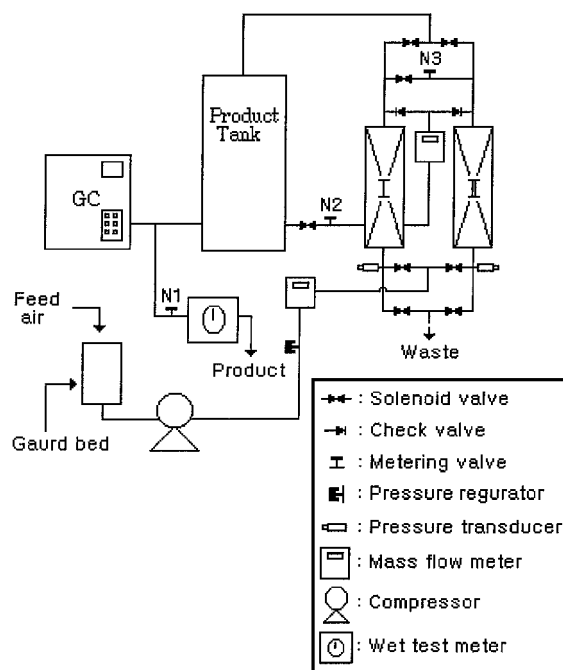 N3
Product
Tank
GC
N2
N1
Feed
air
Product
Waste
Gaurd bed
: Solenoid valve
: Check valve
: Metering valve
: Pressure regurator
: Pressure transducer
: Mass flow meter
: Compressor
: Wet test meter
I
II